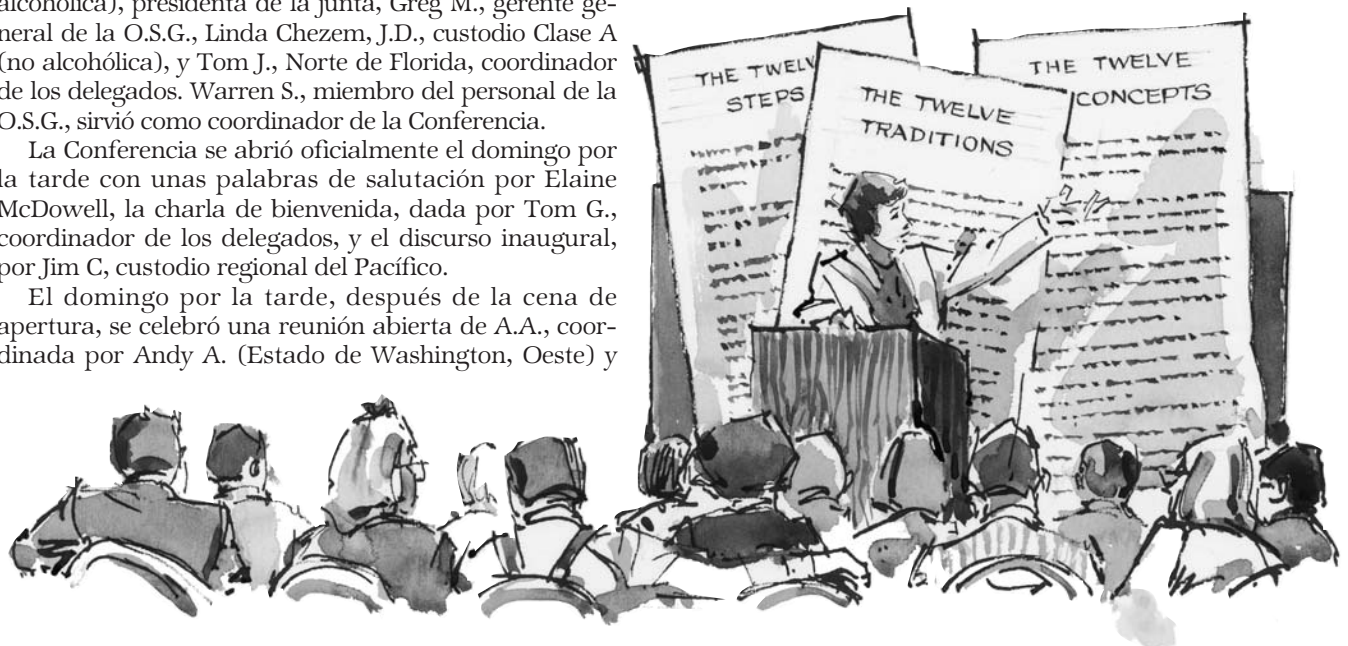 alcohólica), presidenta de la junta, Greg M., gerente ge-
neral de la O.S.G., Linda Chezem, J.D., custodio Clase A
(no alcohólica), y Tom J., Norte de Florida, coordinador
de los delegados. Warren S., miembro del personal de la
O.S.G., sirvió como coordinador de la Conferencia.
La Conferencia se abrió oficialmente el domingo por
la tarde con unas palabras de salutación por Elaine
McDowell, la charla de bienvenida, dada por Tom G.,
coordinador de los delegados, y el discurso inaugural,
por Jim C, custodio regional del Pacífico.
El domingo por la tarde, después de la cena de
apertura, se celebró una reunión abierta de A.A., coor-
dinada por Andy A. (Estado de Washington, Oeste) y
THE TWELV
STEPS
THE TWELVE
TRADITIONS
THE TWELVE
CONCEPTS